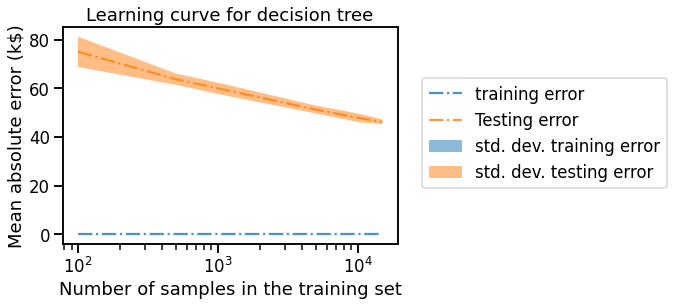 Learning curve for decision tree
Mean absolute error (k$)
80
60
40
20
0
10²
10³
10⁴
Number of samples in the training set
training error
Testing error
std. dev. training error
std. dev. testing error